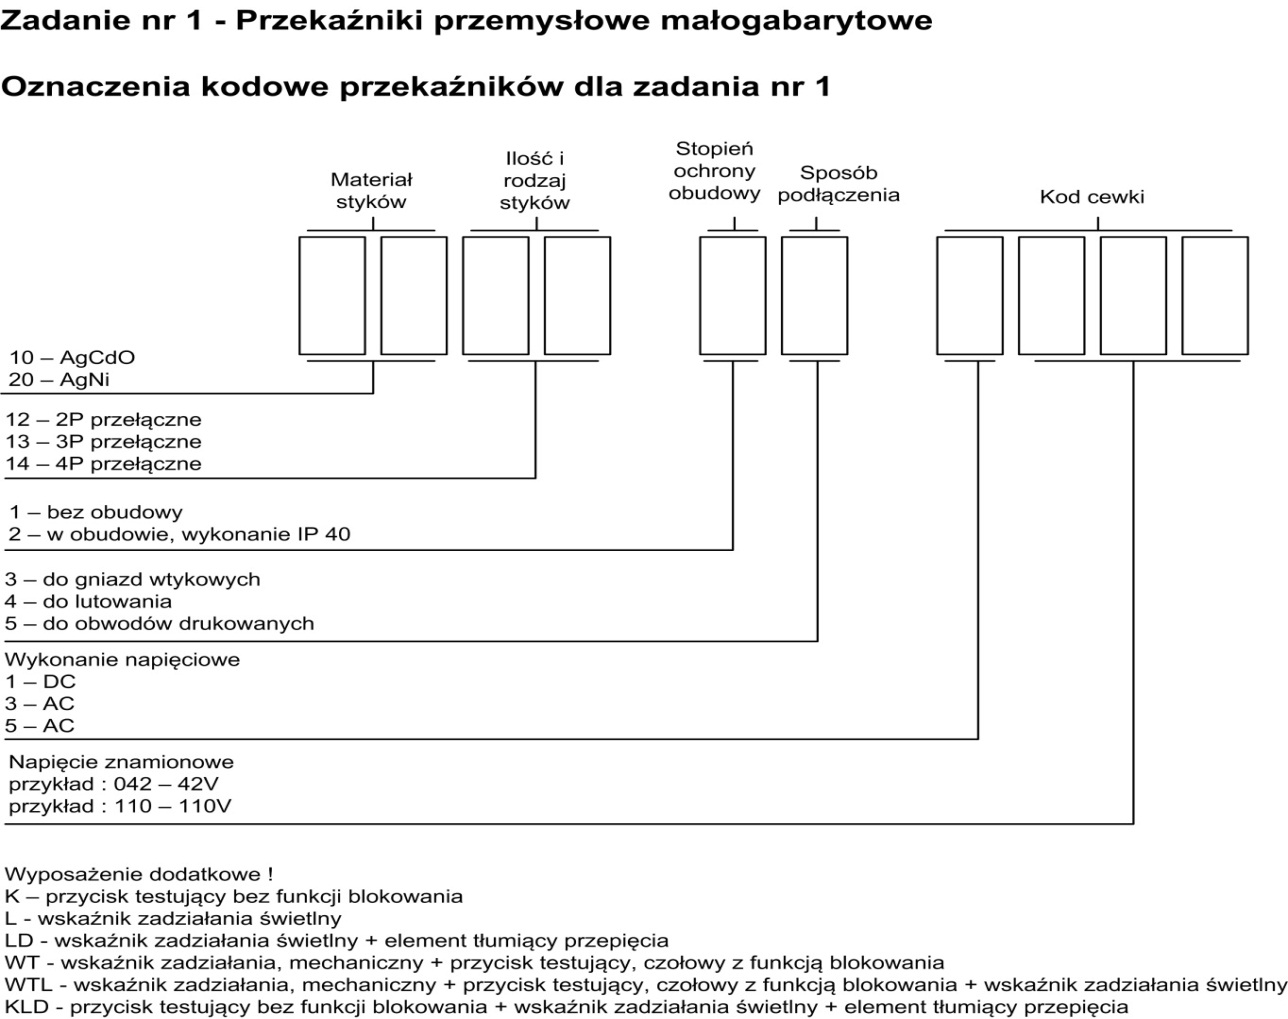 Zadanie nr 1 - Przekaźniki przemysłowe małogabarytowe
Oznaczenia kodowe przekaźników dla zadania nr 1
Materiał
styków
Ilość i
rodzaj
styków
Stopień
ochrony
obudowy
Sposób
podłączenia
Kod cewki
10 – AgCdO
20 – AgNi
12 – 2P przełączne
13 – 3P przełączne
14 – 4P przełączne
1 – bez obudowy
2 – w obudowie, wykonanie IP 40
3 – do gniazd wtykowych
4 – do lutowania
5 – do obwodów drukowanych
Wykonanie napięciowe
1 – DC
3 – AC
5 – AC
Napięcie znamionowe
przykład : 042 – 42V
przykład : 110 – 110V
Wyposażenie dodatkowe !
K – przycisk testujący bez funkcji blokowania
L - wskaźnik zadziałania świetlny
LD - wskaźnik zadziałania świetlny + element tłumiący przepięcia
WT - wskaźnik zadziałania, mechaniczny + przycisk testujący, czołowy z funkcją blokowania
WTL - wskaźnik zadziałania, mechaniczny + przycisk testujący, czołowy z funkcją blokowania + wskaźnik zadziałania świetlny
KLD - przycisk testujący bez funkcji blokowania + wskaźnik zadziałania świetlny + element tłumiący przepięcia